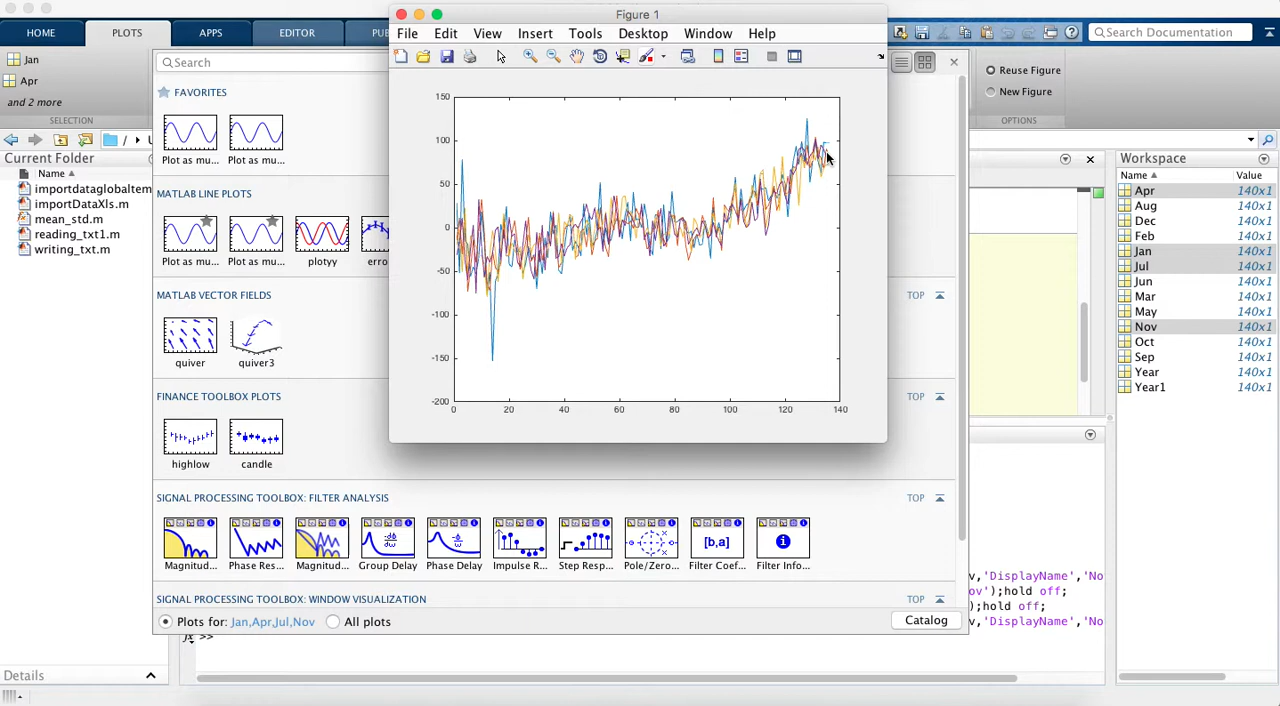 Figure 1
HOME PLOTS APPS EDITOR PU
File Edit View Insert Tools Desktop Window Help
Search Documentation
Jan
Apr
and 2 more
SELECTION
Search
Reuse Figure
New Figure
OPTIONS
FAVORITES
Plot as mu... Plot as mu...
MATLAB LINE PLOTS
Plot as mu... Plot as mu... plotyy erro
MATLAB VECTOR FIELDS TOP
quiver quiver3
FINANCE TOOLBOX PLOTS TOP
highlow candle
SIGNAL PROCESSING TOOLBOX: FILTER ANALYSIS TOP
[b,a]
Magnitud... Phase Res... Magnitud... Group Delay Phase Delay Impulse R... Step Resp... Pole/Zero... Filter Coef... Filter Info...
SIGNAL PROCESSING TOOLBOX: WINDOW VISUALIZATION TOP
Plots for: Jan,Apr,Jul,Nov All plots Catalog
150
100
50
0
-50
-100
-150
-200
0 20 40 60 80 100 120 140
Current Folder
Name
importdataglobaltem
importDataXls.m
mean_std.m
reading_txt1.m
writing_txt.m
Details
Workspace
Name Value
Apr 140x1
Aug 140x1
Dec 140x1
Feb 140x1
Jan 140x1
Jul 140x1
Jun 140x1
Mar 140x1
May 140x1
Nov 140x1
Oct 140x1
Sep 140x1
Year 140x1
Year1 140x1
v,'DisplayName','No
ov');hold off;
);hold off;
v,'DisplayName','No
fx >>